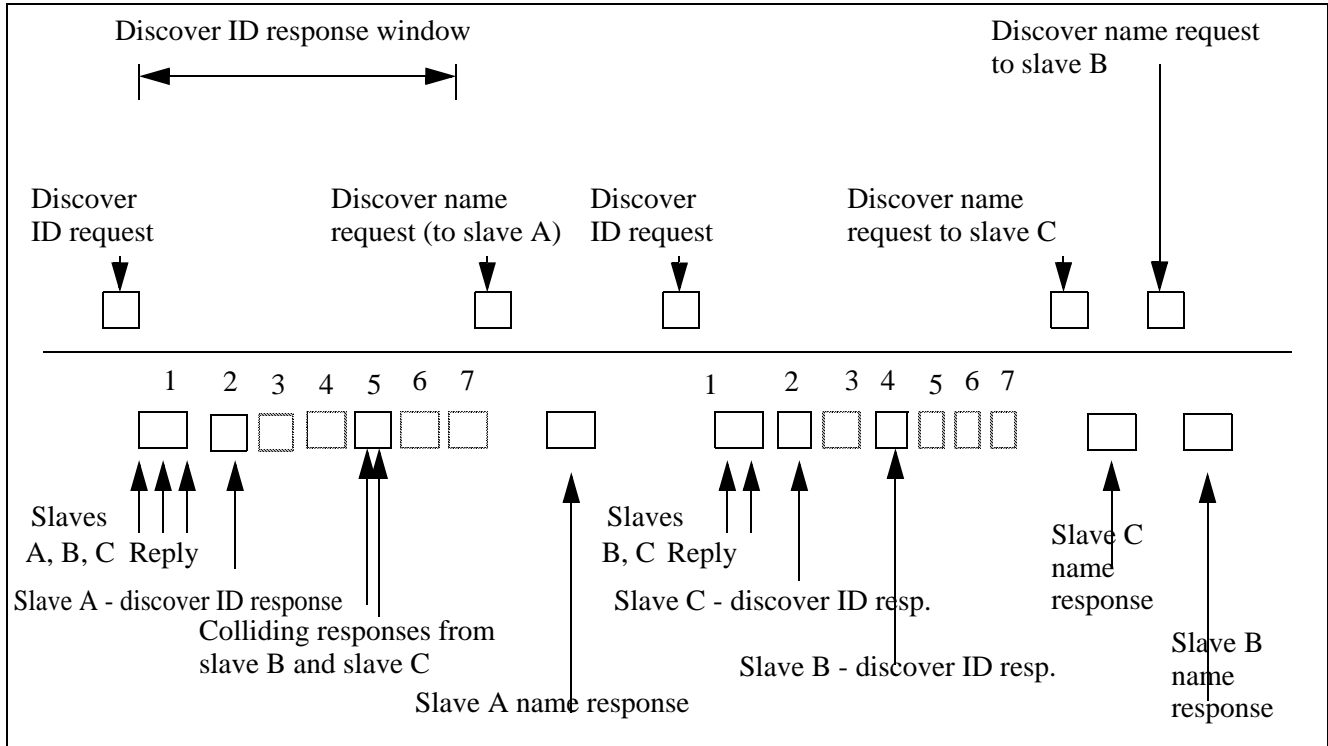 Discover ID response window
Discover name request
to slave B
Discover
ID request
Discover name
request (to slave A)
Discover
ID request
Discover name
request to slave C
1 2 3 4 5 6 7
1 2 3 4 5 6 7
Slaves
A, B, C Reply
Slave A - discover ID response
Colliding responses from
slave B and slave C
Slave A name response
Slaves
B, C Reply
Slave C - discover ID resp.
Slave B - discover ID resp.
Slave C
name
response
Slave B
name
response